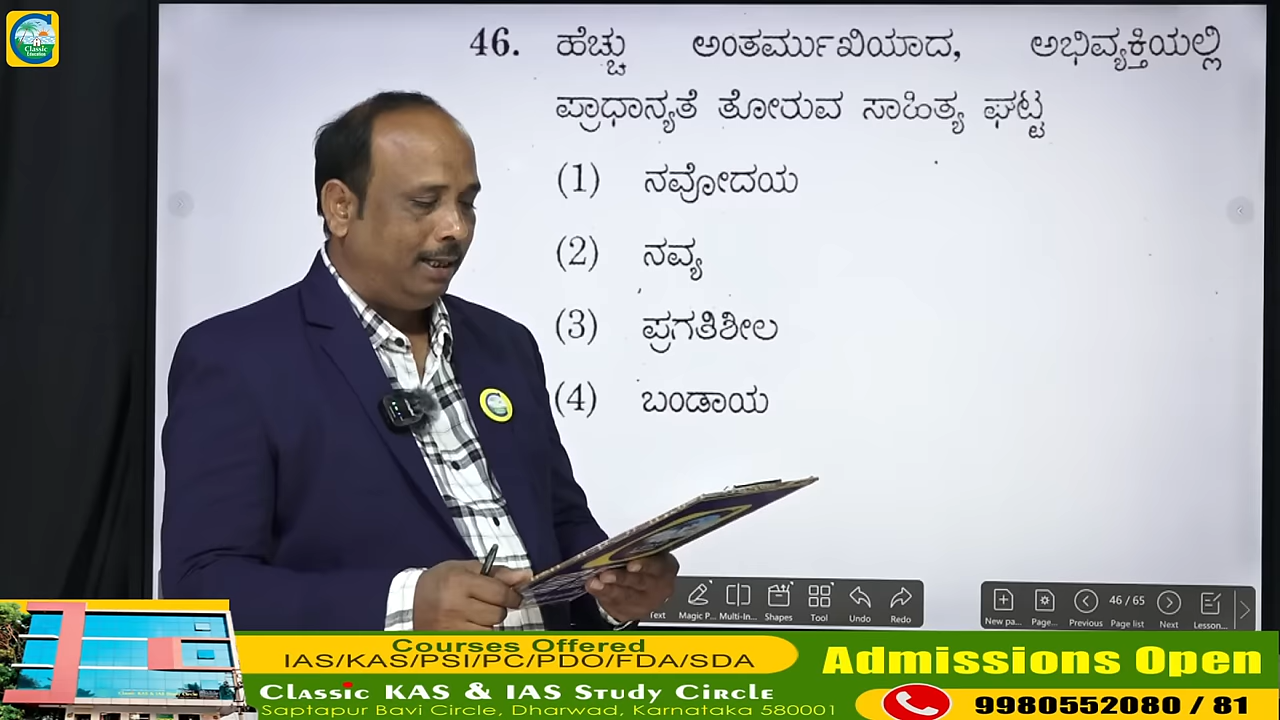 Classic
Education
46. ಹೆಚ್ಚು ಅಂತರ್ಮುಖಿಯಾದ, ಅಭಿವ್ಯಕ್ತಿಯಲ್ಲಿ
ಪ್ರಾಧಾನ್ಯತೆ ತೋರುವ ಸಾಹಿತ್ಯ ಘಟ್ಟ
(1) ನವೋದಯ
(2) ನವ್ಯ
(3) ಪ್ರಗತಿಶೀಲ
(4) ಬಂಡಾಯ
Text Magic P... Multi-In... Shapes Tool Undo Redo
46 / 65
New pa... Page... Previous Page list Next Lesson...
Courses Offered
IAS/KAS/PSI/PC/PDO/FDA/SDA
Admissions Open
Classic KAS & IAS Study Circle
Saptapur Bavi Circle, Dharwad, Karnataka 580001
9980552080 / 81